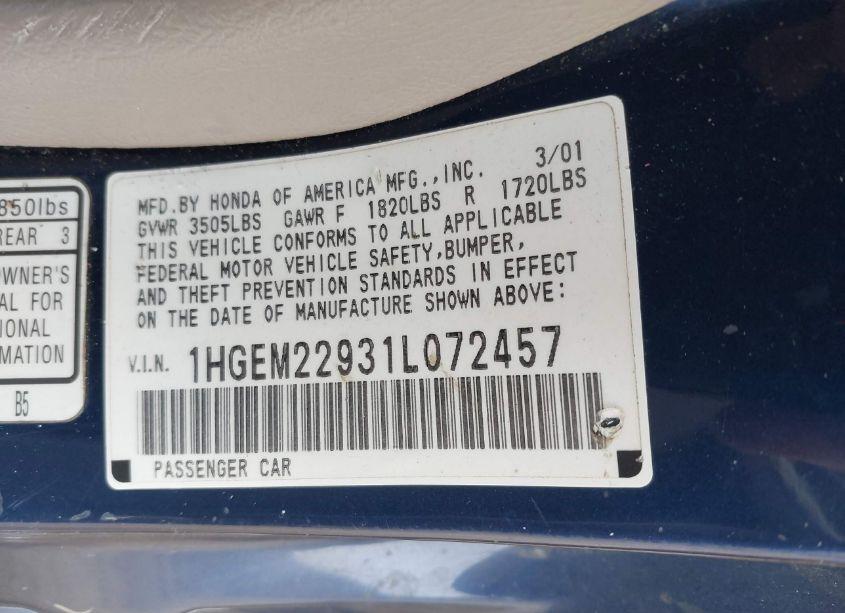 850lbs
REAR 3
OWNER'S
AL FOR
IONAL
MATION
B5
MFD.BY HONDA OF AMERICA MFG.,INC. 3/01
GVWR 3505LBS GAWR F 1820LBS R 1720LBS
THIS VEHICLE CONFORMS TO ALL APPLICABLE
FEDERAL MOTOR VEHICLE SAFETY,BUMPER,
AND THEFT PREVENTION STANDARDS IN EFFECT
ON THE DATE OF MANUFACTURE SHOWN ABOVE:
V.I.N. 1HGEM22931L072457
PASSENGER CAR